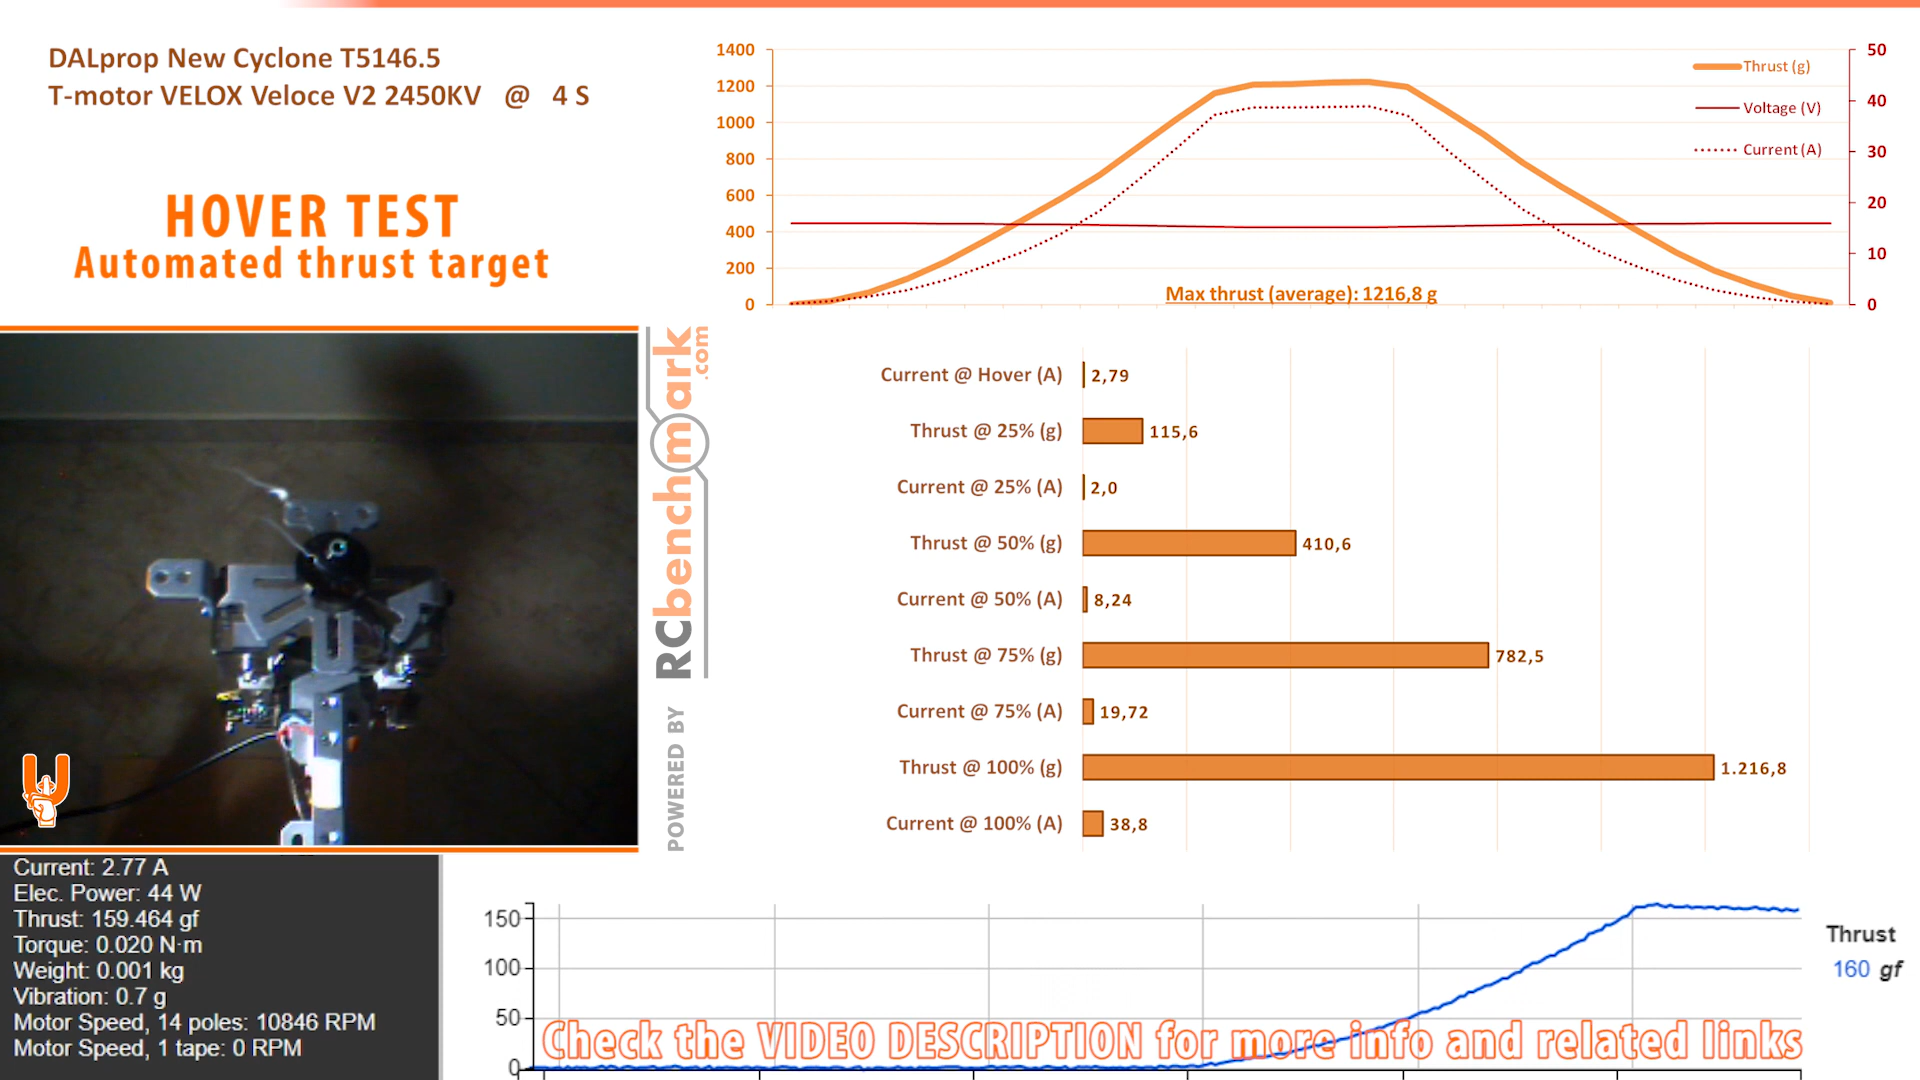 DALprop New Cyclone T5146.5
T-motor VELOX Veloce V2 2450KV @ 4 S
HOVER TEST
Automated thrust target
1400
1200
1000
800
600
400
200
0
50
40
30
20
10
0
Thrust (g)
Voltage (V)
Current (A)
Max thrust (average): 1216,8 g
POWERED BY RCbenchmark.com
Current @ Hover (A) 2,79
Thrust @ 25% (g) 115,6
Current @ 25% (A) 2,0
Thrust @ 50% (g) 410,6
Current @ 50% (A) 8,24
Thrust @ 75% (g) 782,5
Current @ 75% (A) 19,72
Thrust @ 100% (g) 1.216,8
Current @ 100% (A) 38,8
Current: 2.77 A
Elec. Power: 44 W
Thrust: 159.464 gf
Torque: 0.020 N·m
Weight: 0.001 kg
Vibration: 0.7 g
Motor Speed, 14 poles: 10846 RPM
Motor Speed, 1 tape: 0 RPM
150
100
50
0
Thrust
160 gf
Check the VIDEO DESCRIPTION for more info and related links